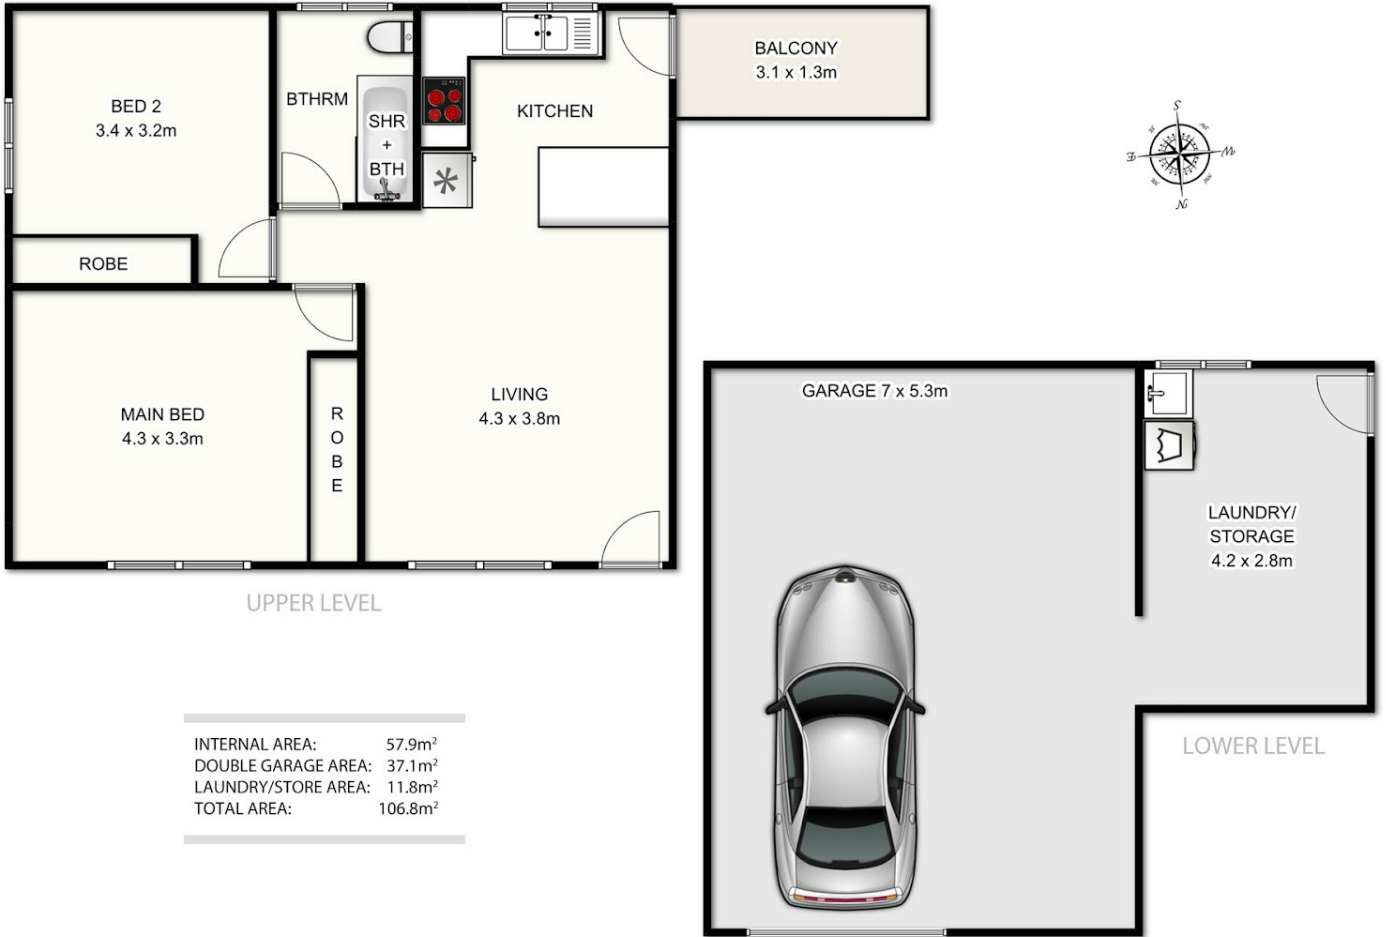 BED 2
3.4 x 3.2m
BTHRM
SHR
+
BTH
KITCHEN
BALCONY
3.1 x 1.3m
S
E
W
N
ROBE
MAIN BED
4.3 x 3.3m
R
O
B
E
LIVING
4.3 x 3.8m
UPPER LEVEL
GARAGE 7 x 5.3m
LAUNDRY/
STORAGE
4.2 x 2.8m
LOWER LEVEL
INTERNAL AREA: 57.9m²
DOUBLE GARAGE AREA: 37.1m²
LAUNDRY/STORE AREA: 11.8m²
TOTAL AREA: 106.8m²